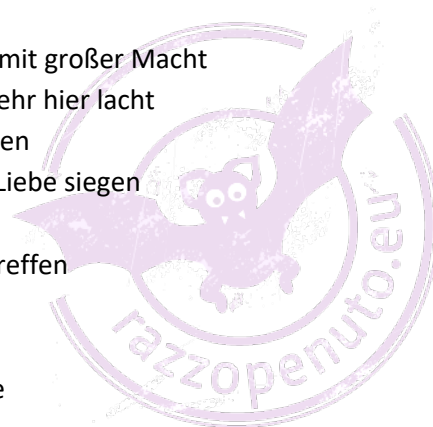 mit großer Macht
ehr hier lacht
en
Liebe siegen
reffen
e
razzopenuto.eu